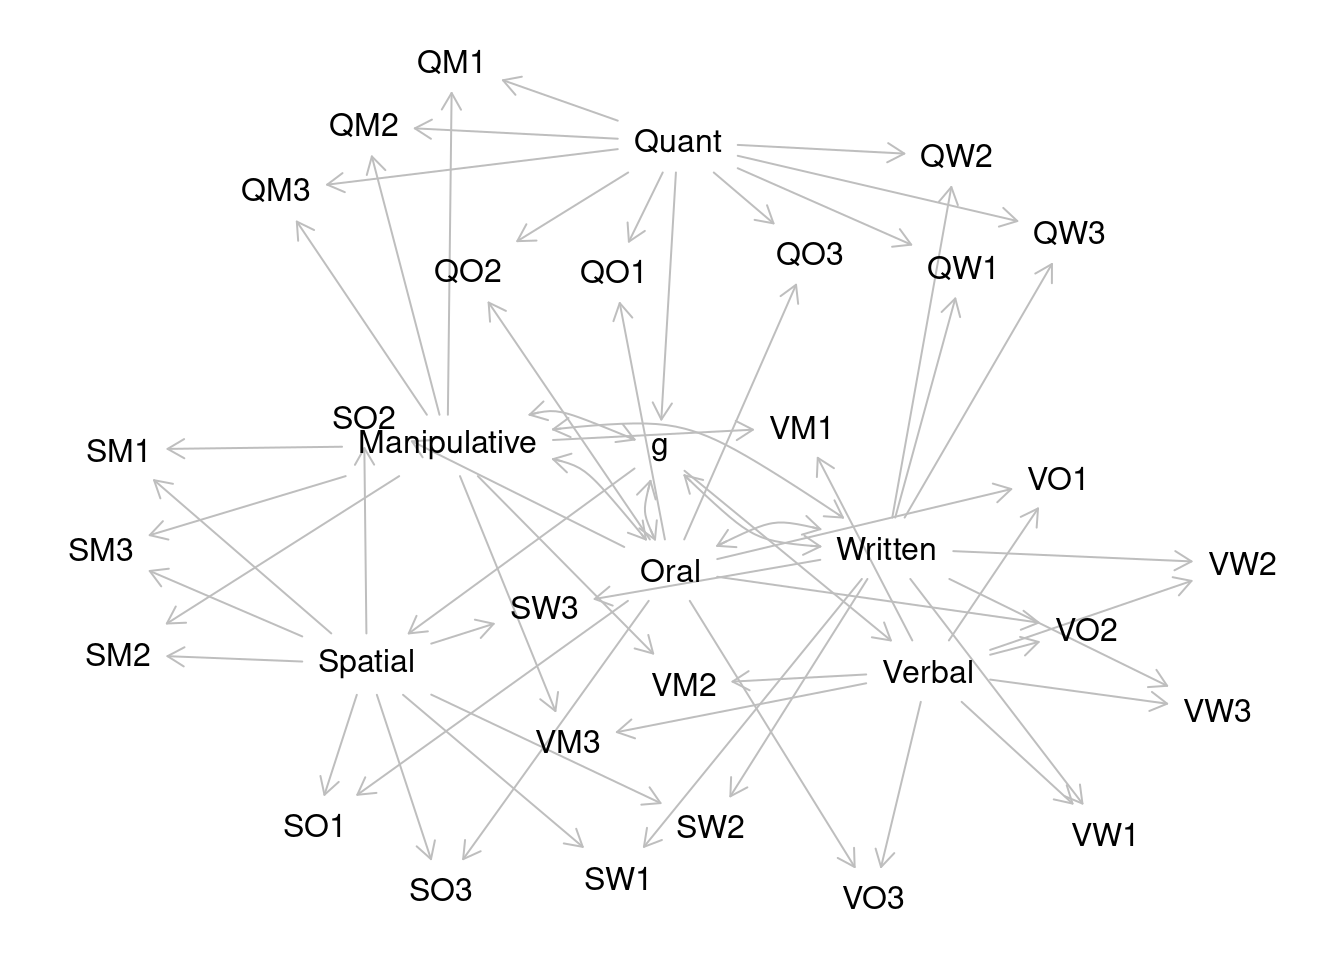 QM1
QM2
Quant
QW2
QM3
QW3
QO3
QO2
QO1
QW1
SO2
VM1
Manipulative
g
SM1
VO1
SM3
Written
VW2
Oral
SW3
VO2
SM2
Spatial
Verbal
VM2
VW3
VM3
SO1
SW2
VW1
SW1
SO3
VO3